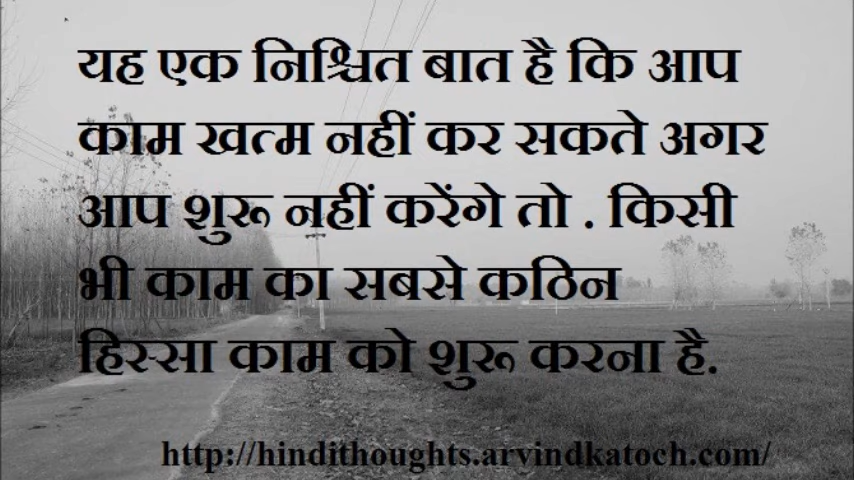 यह एक निश्चित बात है कि आप
काम खत्म नहीं कर सकते अगर
आप शुरू नहीं करेंगे तो . किसी
भी काम का सबसे कठिन
हिस्सा काम को शुरू करना है.
http://hindithoughts.arvindkatoch.com/